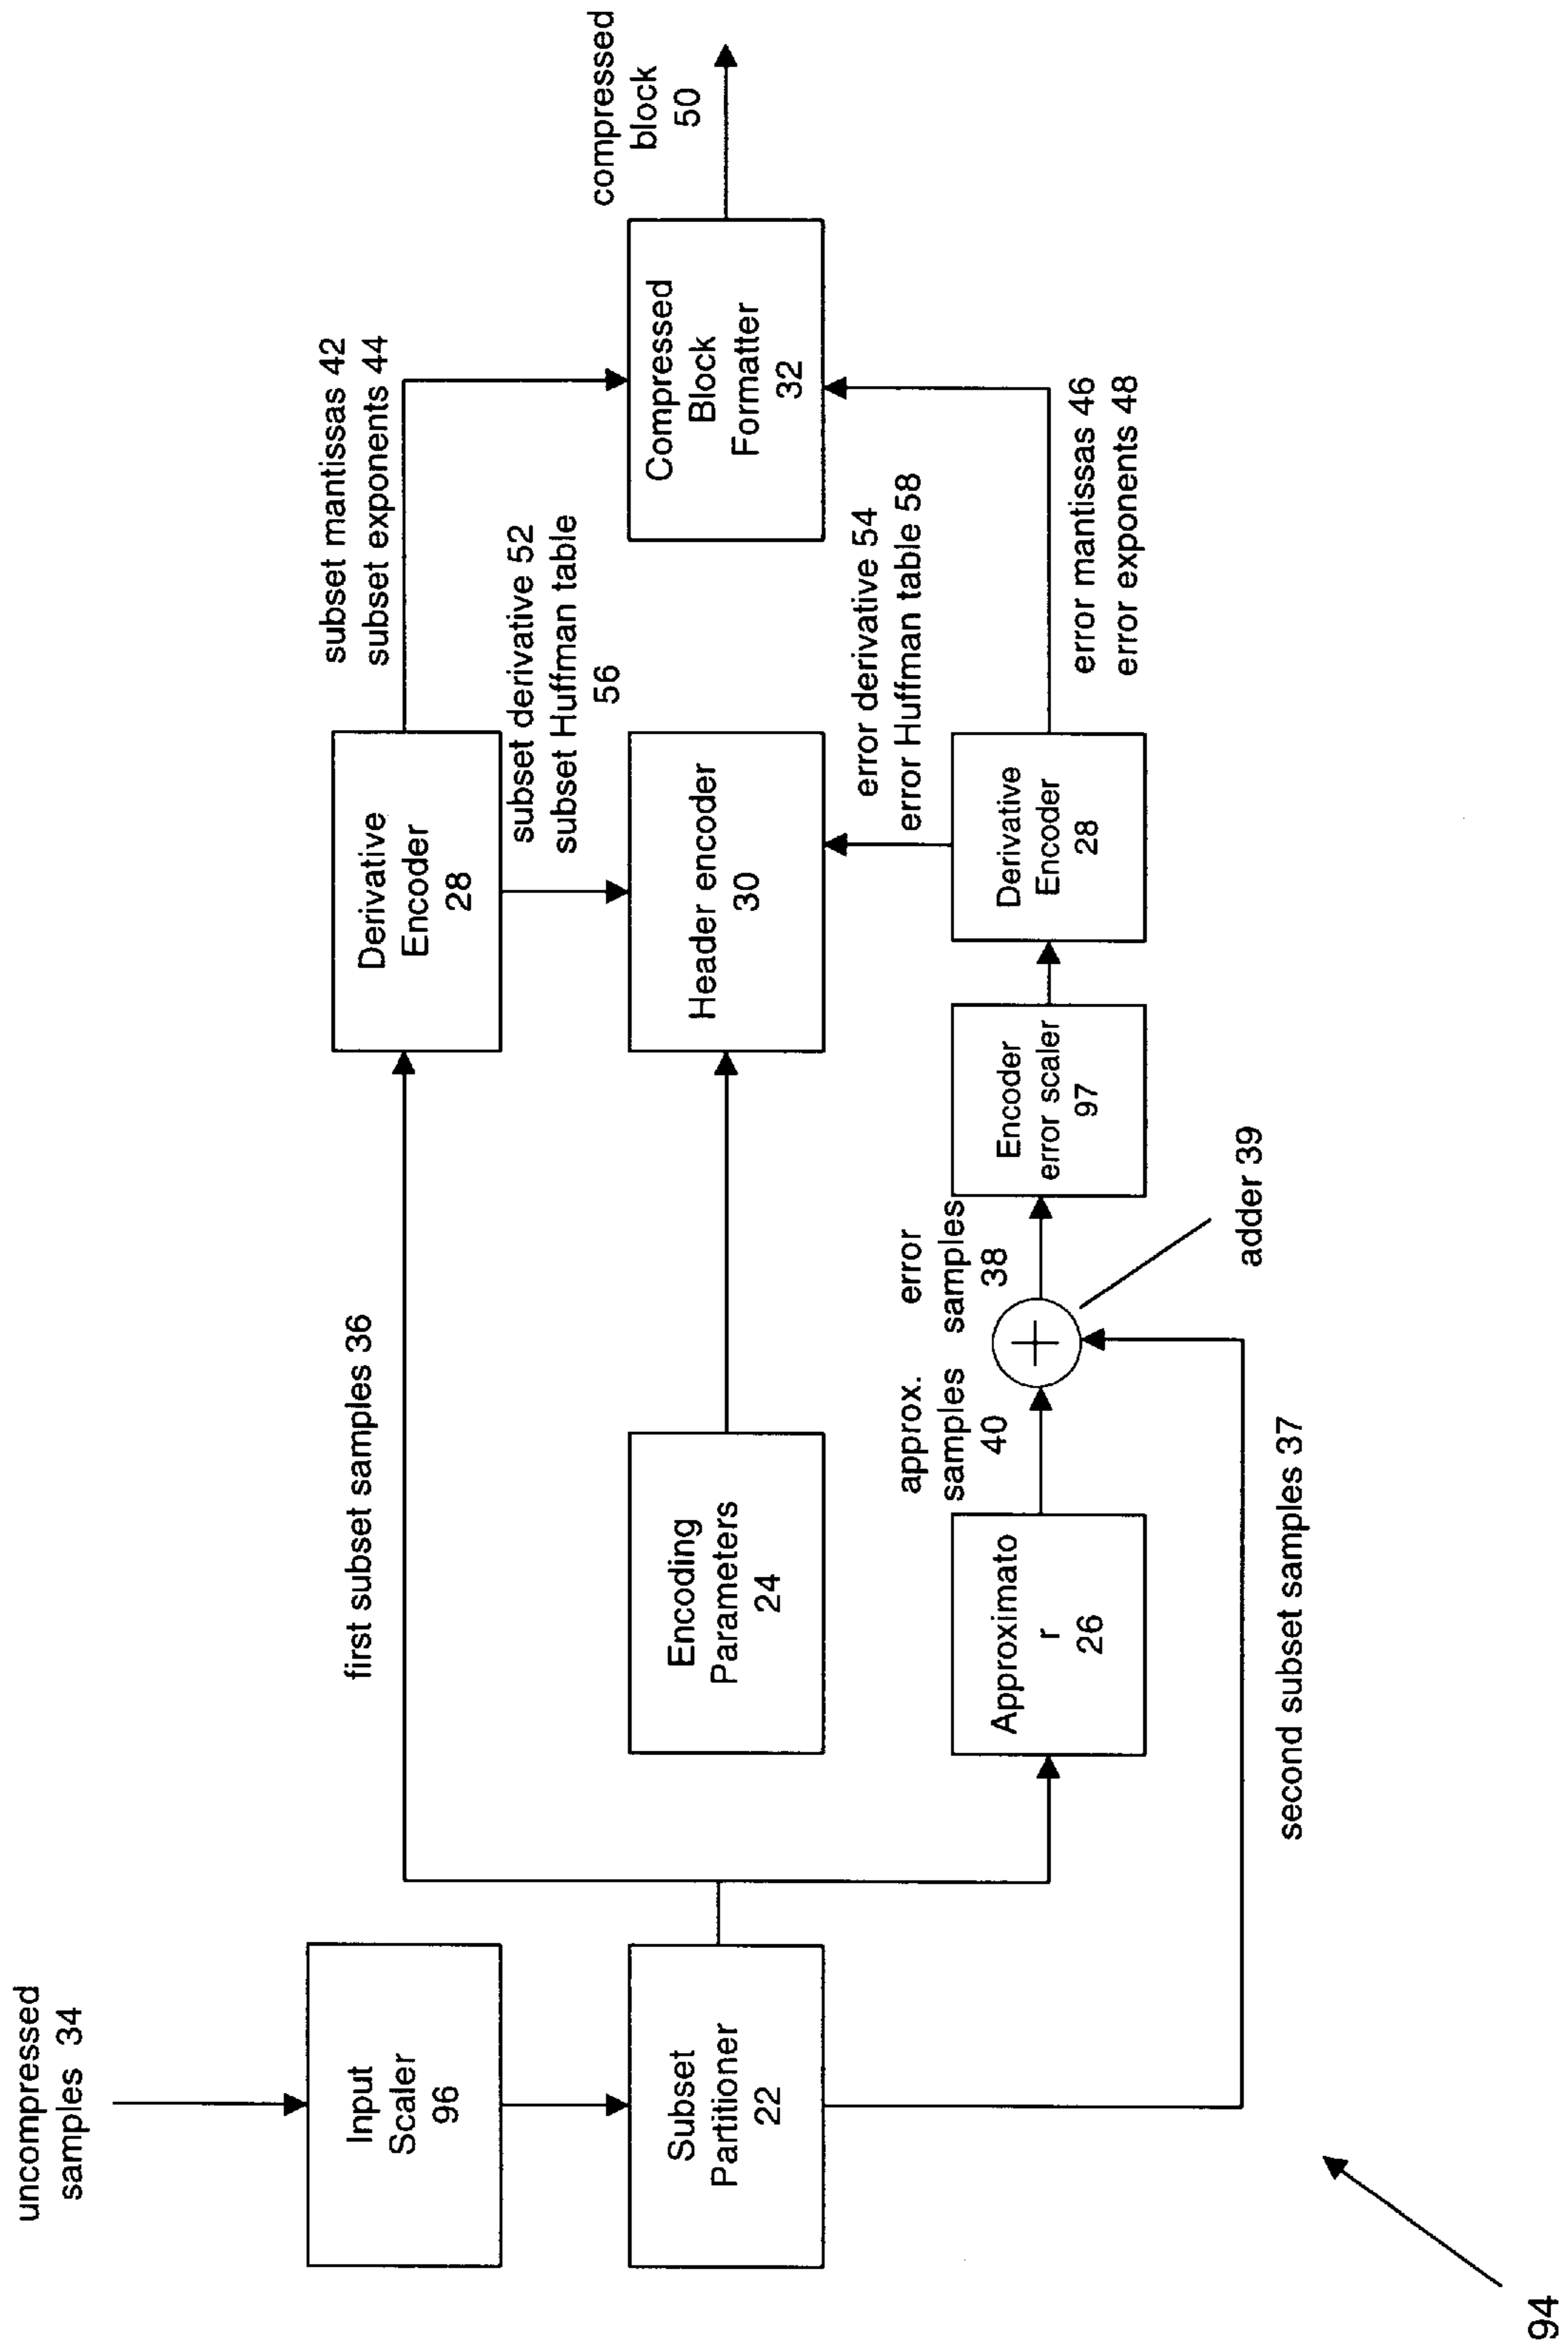 uncompressed
samples 34
Input
Scaler
96
Subset
Partitioner
22
first subset samples 36
Encoding
Parameters
24
Approximato
r
26
approx.
samples
40
error
samples
38
adder 39
second subset samples 37
Encoder
error scaler
97
Derivative
Encoder
28
subset mantissas 42
subset exponents 44
subset derivative 52
subset Huffman table
56
Header encoder
30
error derivative 54
error Huffman table 58
Derivative
Encoder
28
error mantissas 46
error exponents 48
Compressed
Block
Formatter
32
compressed
block
50
94